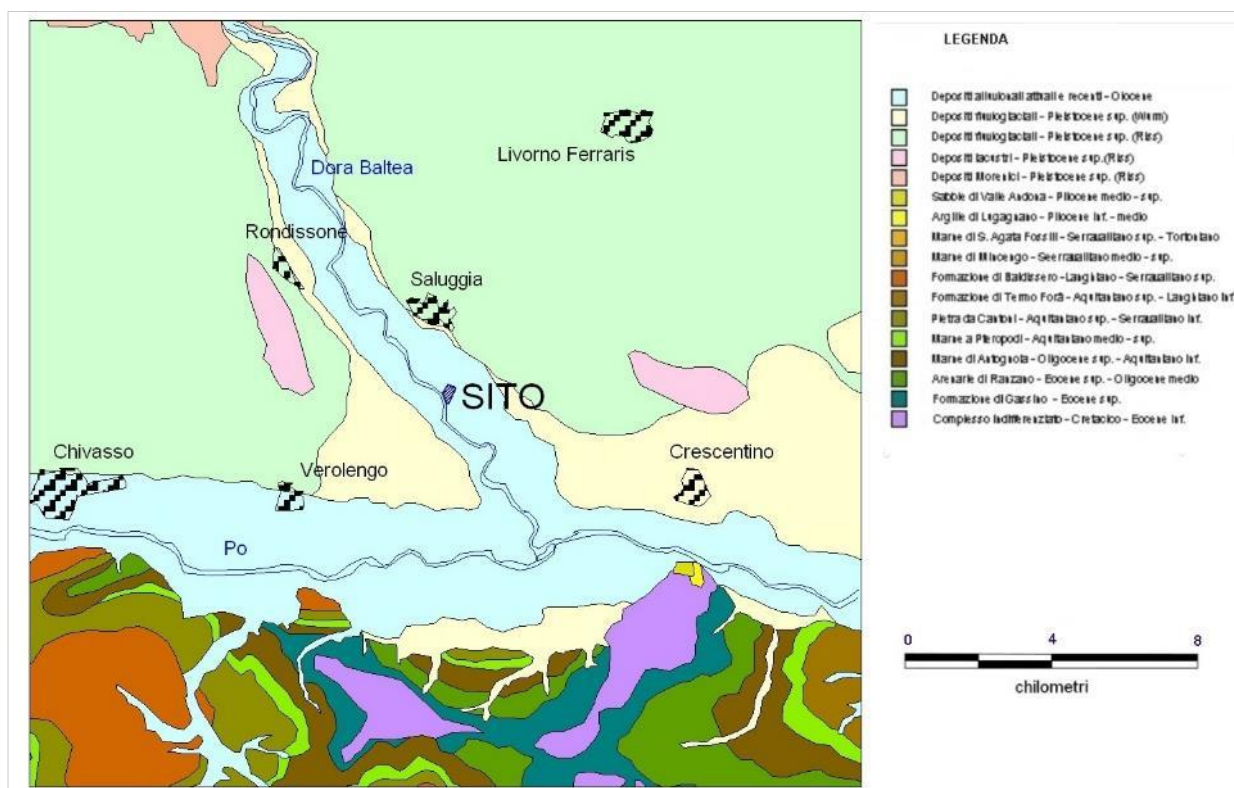 LEGENDA
Depositi alluvionali attuali e recenti - Olocene
Depositi fluvioglaciali - Pleistocene sup. (Wurm)
Depositi fluvioglaciali - Pleistocene sup. (Riss)
Depositi lacustri - Pleistocene sup.(Riss)
Depositi Morenici - Pleistocene sup. (Riss)
Sabbie di Valle Andona - Pliocene medio - sup.
Argille di Lugagnano - Pliocene inf. - medio
Marne di S. Agata Fossili - Serravalliano sup. - Tortoniano
Marne di Mincengo - Seerravalliano medio - sup.
Formazione di Baldissero - Langhiano - Serravalliano sup.
Formazione di Termo Forà - Aquitaniano sup. - Langhiano Inf.
Pietra da Cantoni - Aquitaniano sup. - Serravalliano Inf.
Marne a Pteropodi - Aquitaniano medio - sup.
Marne di Antognola - Oligocene sup. - Aquitaniano Inf.
Arenarie di Ranzano - Eocene sup. - Oligocene medio
Formazione di Gassino - Eocene sup.
Complesso Indifferenziato - Cretacico - Eocene Inf.
Livorno Ferraris
Dora Baltea
Rondissone
Saluggia
SITO
Chivasso
Verolengo
Crescentino
Po
0 4 8
chilometri